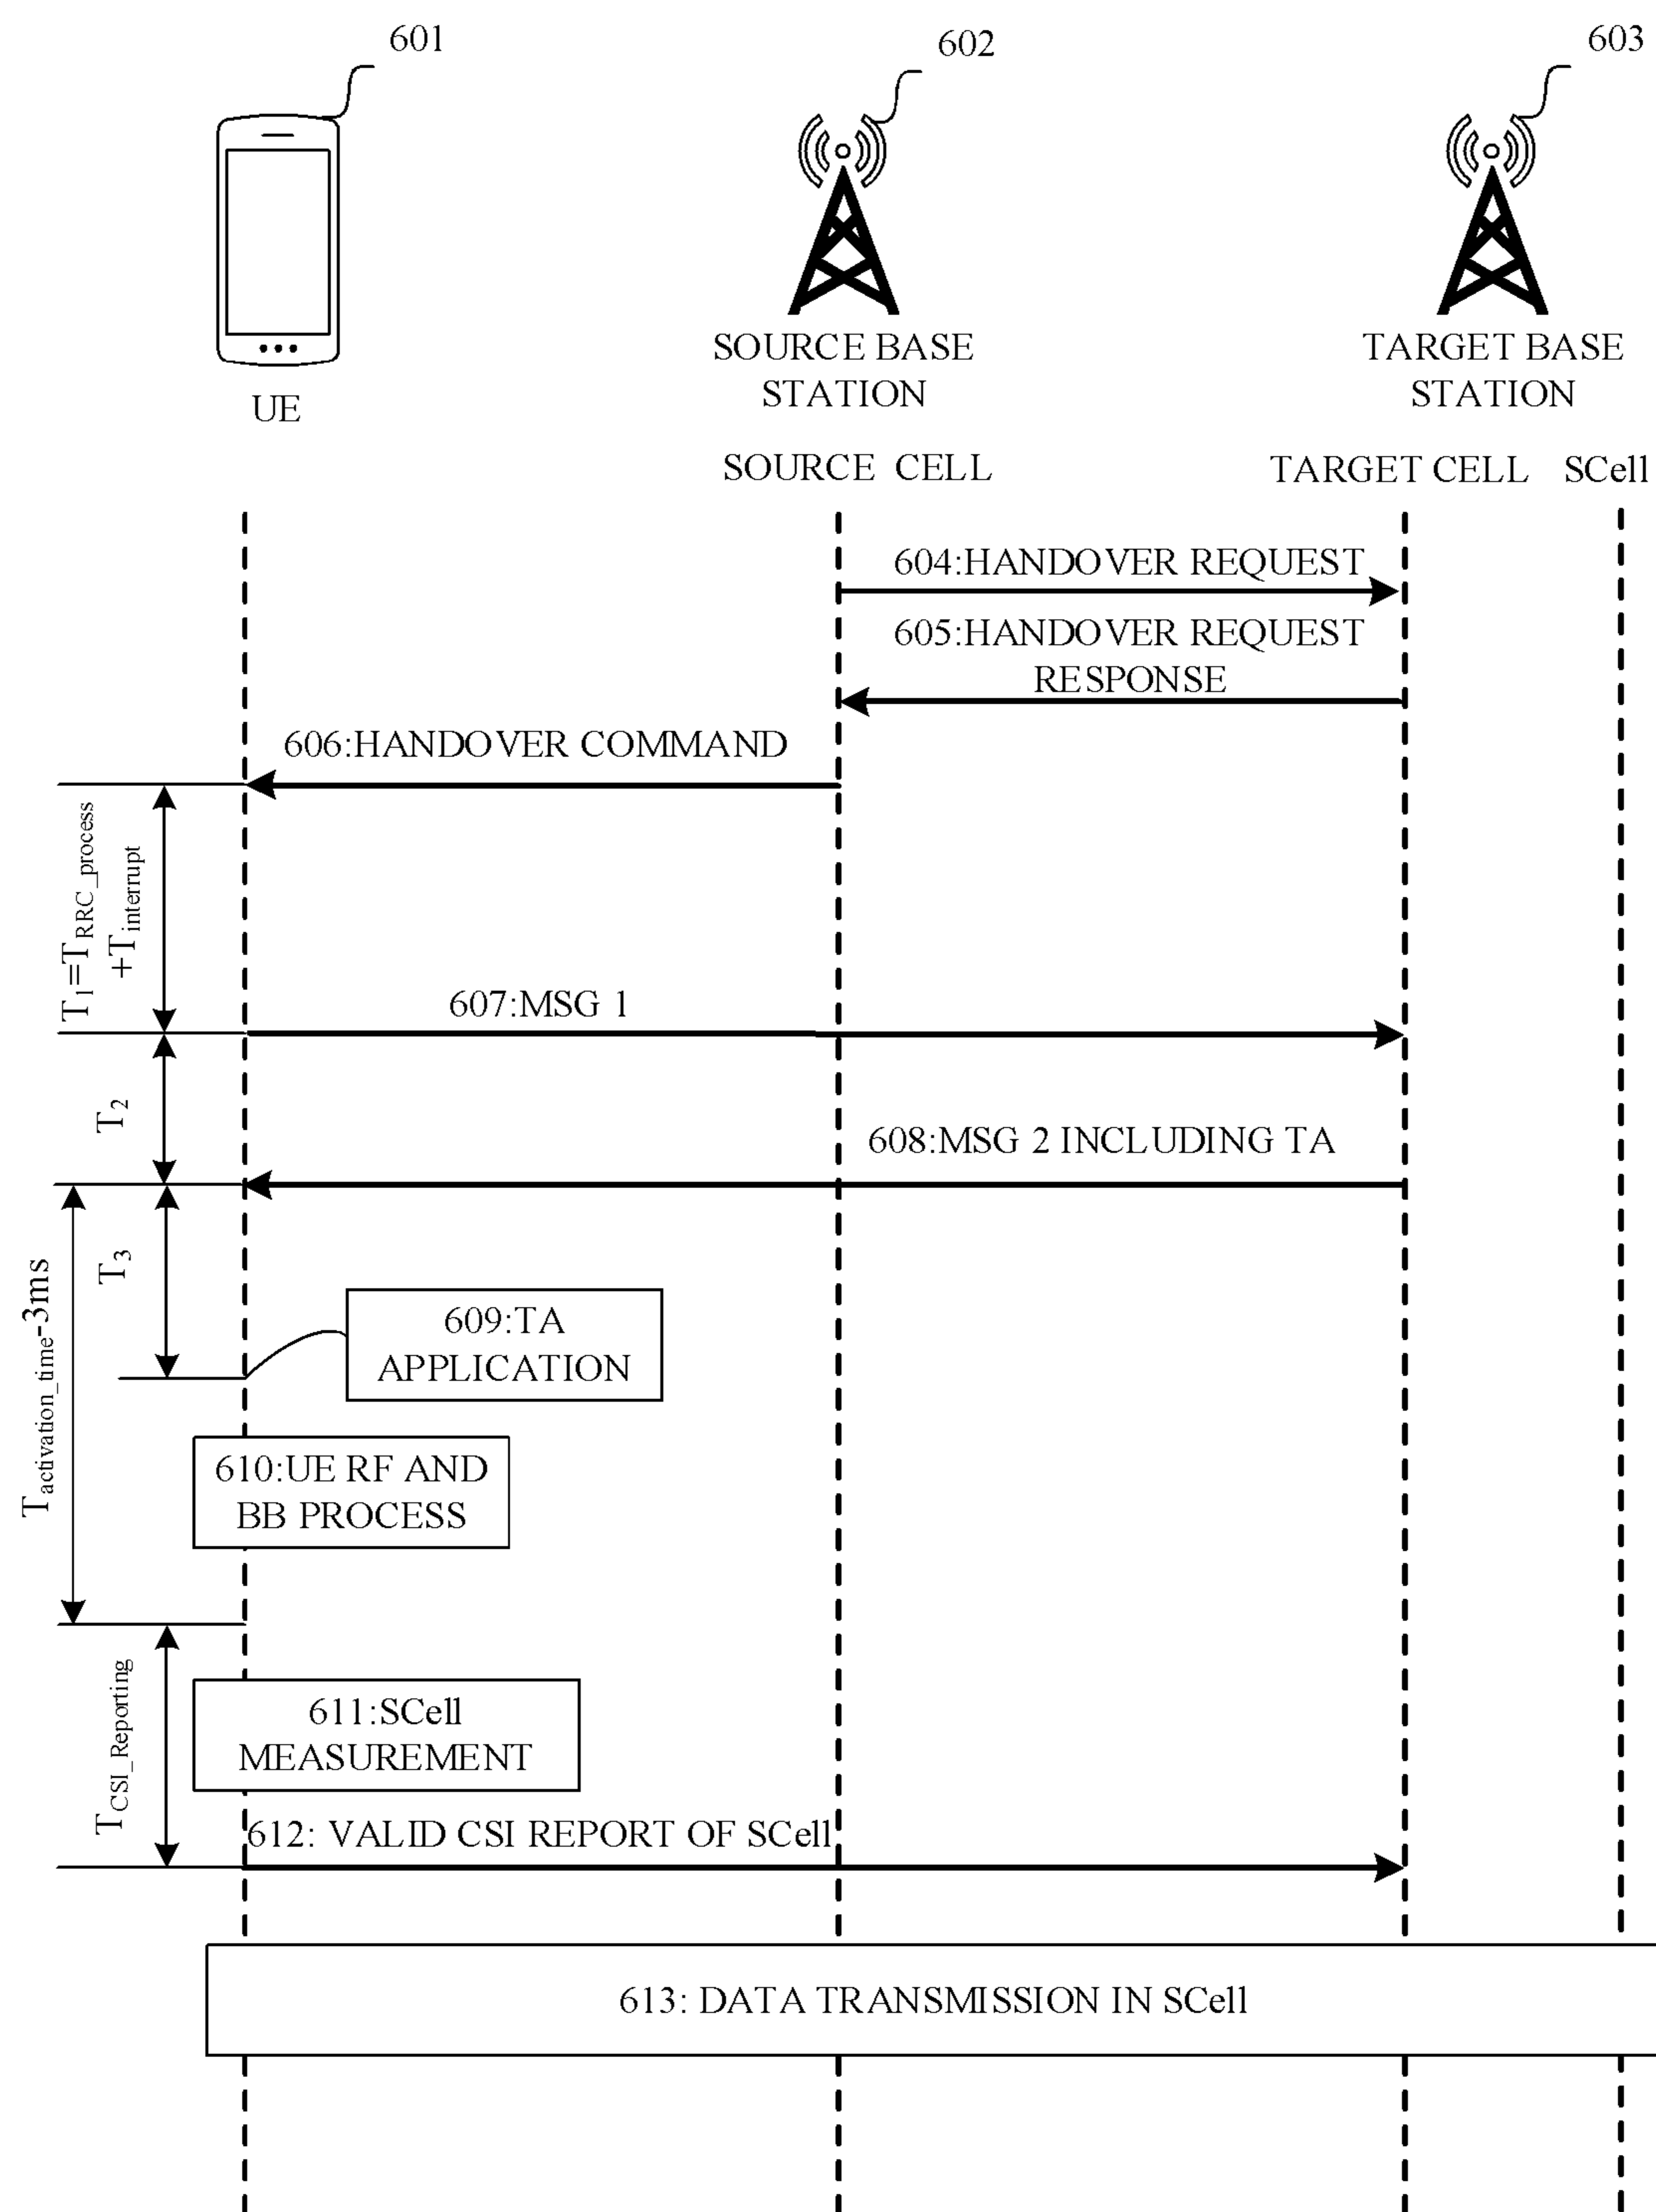 601
602
603
UE
SOURCE BASE
STATION
TARGET BASE
STATION
SOURCE CELL
TARGET CELL SCell
604:HANDOVER REQUEST
605:HANDOVER REQUEST
RESPONSE
606:HANDOVER COMMAND
T1=TRRC_process
+Tinterrupt
607:MSG 1
T2
608:MSG 2 INCLUDING TA
T3
Tactivation_time-3ms
609:TA
APPLICATION
610:UE RF AND
BB PROCESS
TCSI_Reporting
611:SCell
MEASUREMENT
612: VALID CSI REPORT OF SCell
613: DATA TRANSMISSION IN SCell